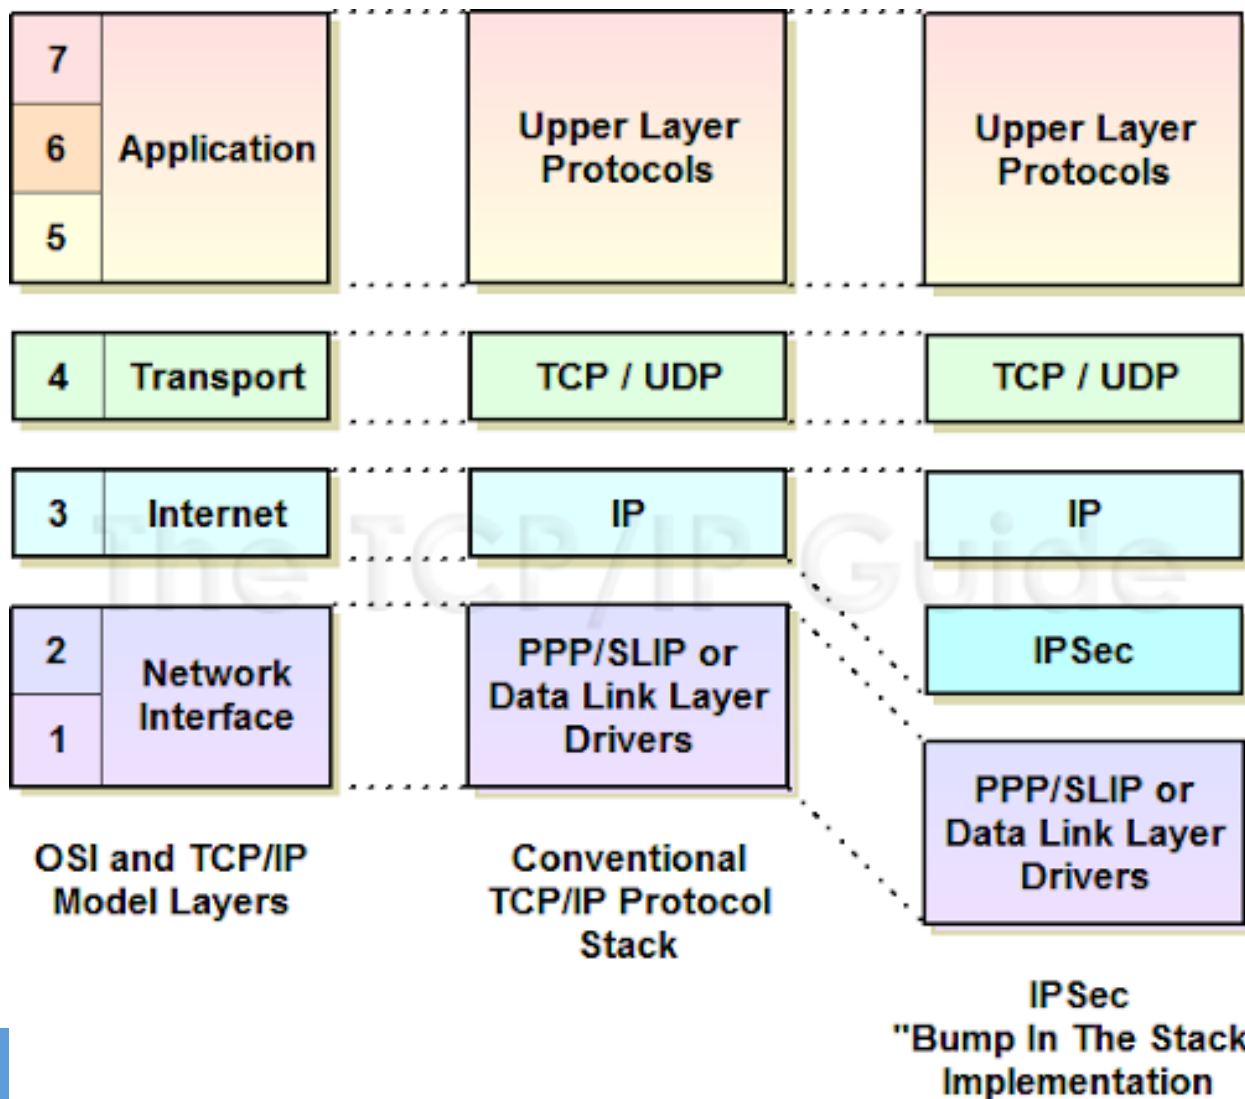 7
6
5
Application
Upper Layer
Protocols
Upper Layer
Protocols
4
Transport
TCP / UDP
TCP / UDP
3
Internet
IP
IP
The TCP/IP Guide
2
1
Network
Interface
PPP/SLIP or
Data Link Layer
Drivers
IPSec
PPP/SLIP or
Data Link Layer
Drivers
OSI and TCP/IP
Model Layers
Conventional
TCP/IP Protocol
Stack
IPSec
"Bump In The Stack
Implementation